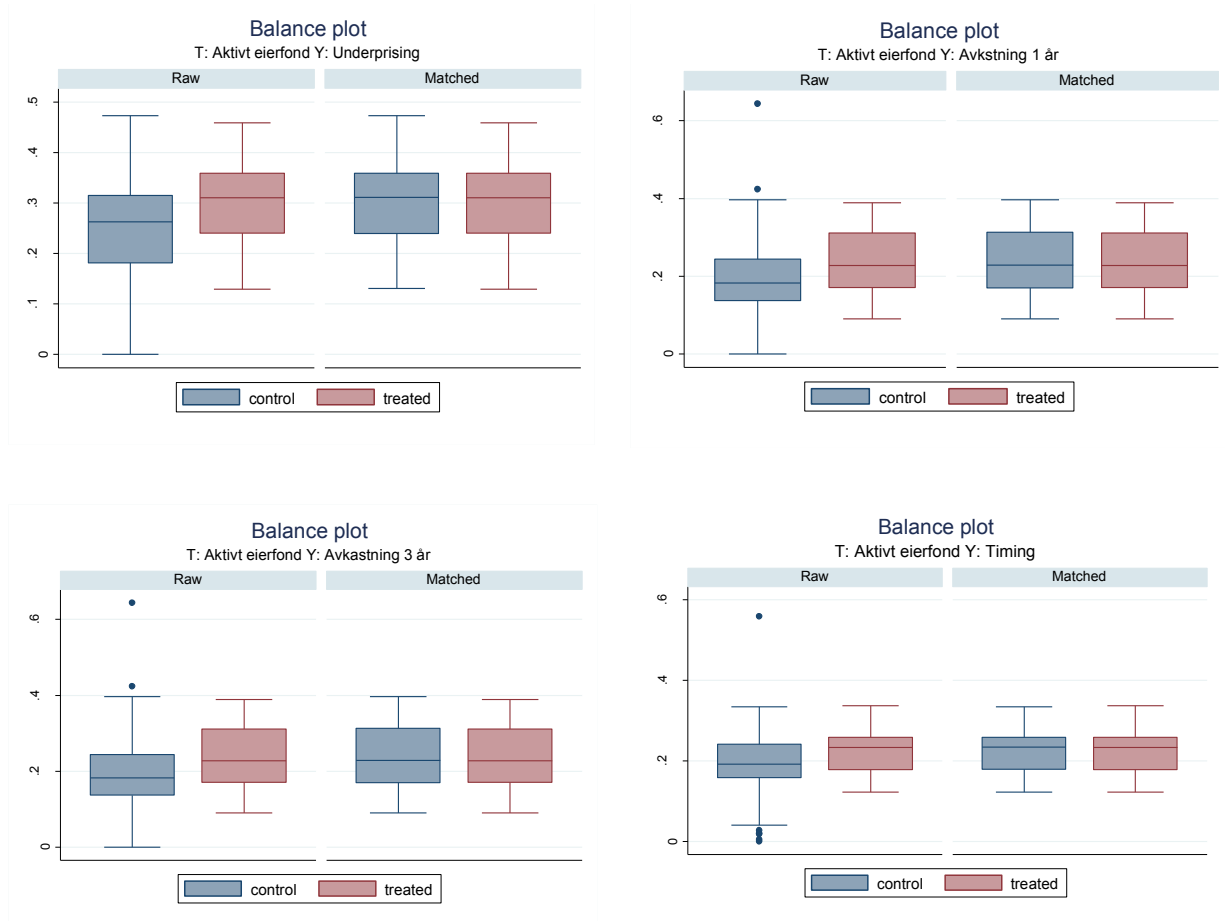 Balance plot
T: Aktivt eierfond Y: Underprising
Raw Matched
.5
.4
.3
.2
.1
0
control treated
Balance plot
T: Aktivt eierfond Y: Avkstning 1 år
Raw Matched
.6
.4
.2
0
control treated
Balance plot
T: Aktivt eierfond Y: Avkastning 3 år
Raw Matched
.6
.4
.2
0
control treated
Balance plot
T: Aktivt eierfond Y: Timing
Raw Matched
.6
.4
.2
0
control treated